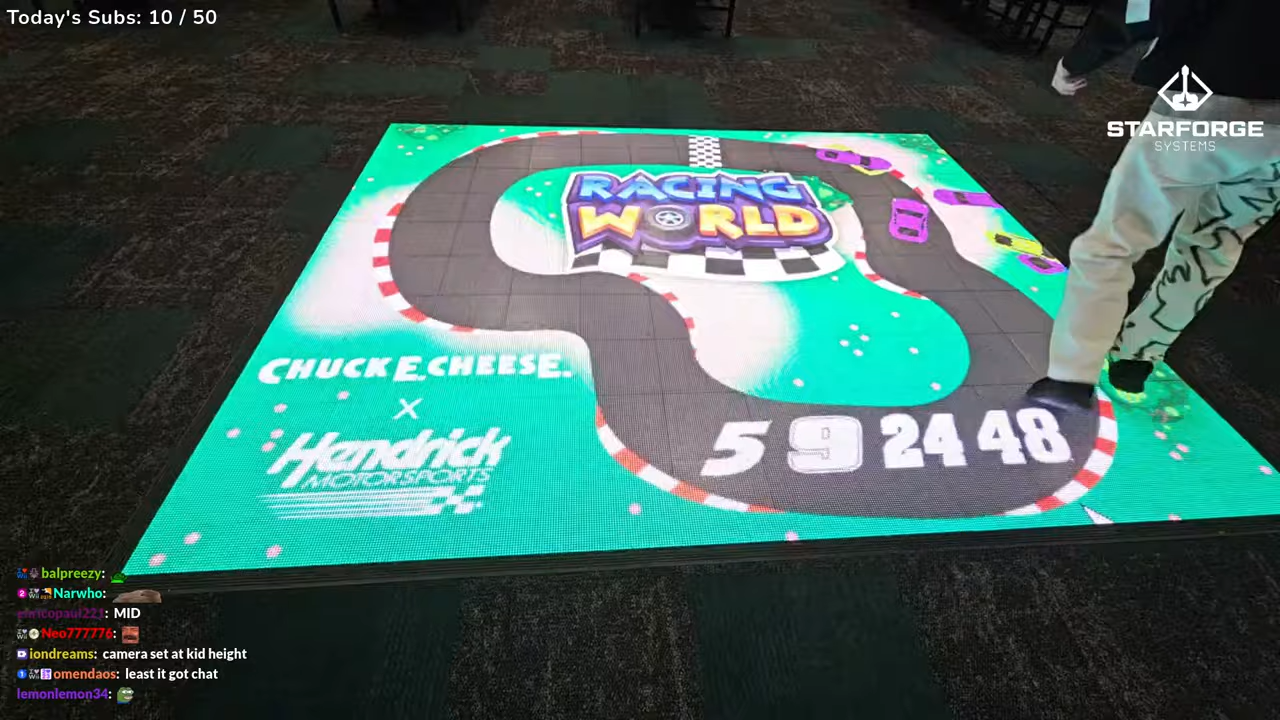 Today's Subs: 10 / 50
STARFORGE
SYSTEMS
RACING
WORLD
CHUCK E. CHEESE.
X
Hendrick
MOTORSPORTS
5 9 24 48
balpreezy:
Narwho:
: MID
Neo777776:
iondreams: camera set at kid height
omendaos: least it got chat
lemonlemon34: